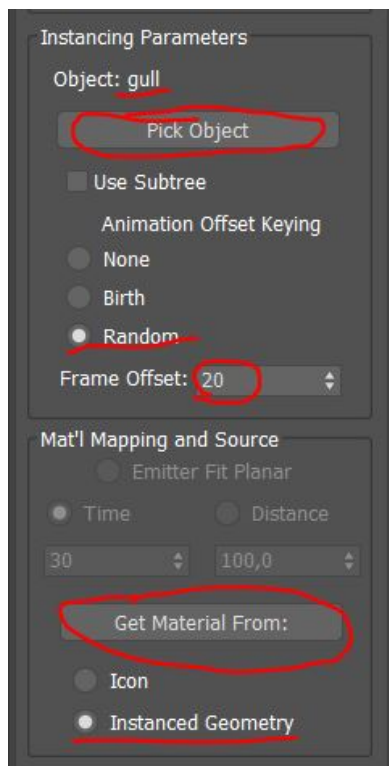 Instancing Parameters
Object: gull
Pick Object
Use Subtree
Animation Offset Keying
None
Birth
Random
Frame Offset: 20
Mat'l Mapping and Source
Emitter Fit Planar
Time Distance
30 100,0
Get Material From:
Icon
Instanced Geometry